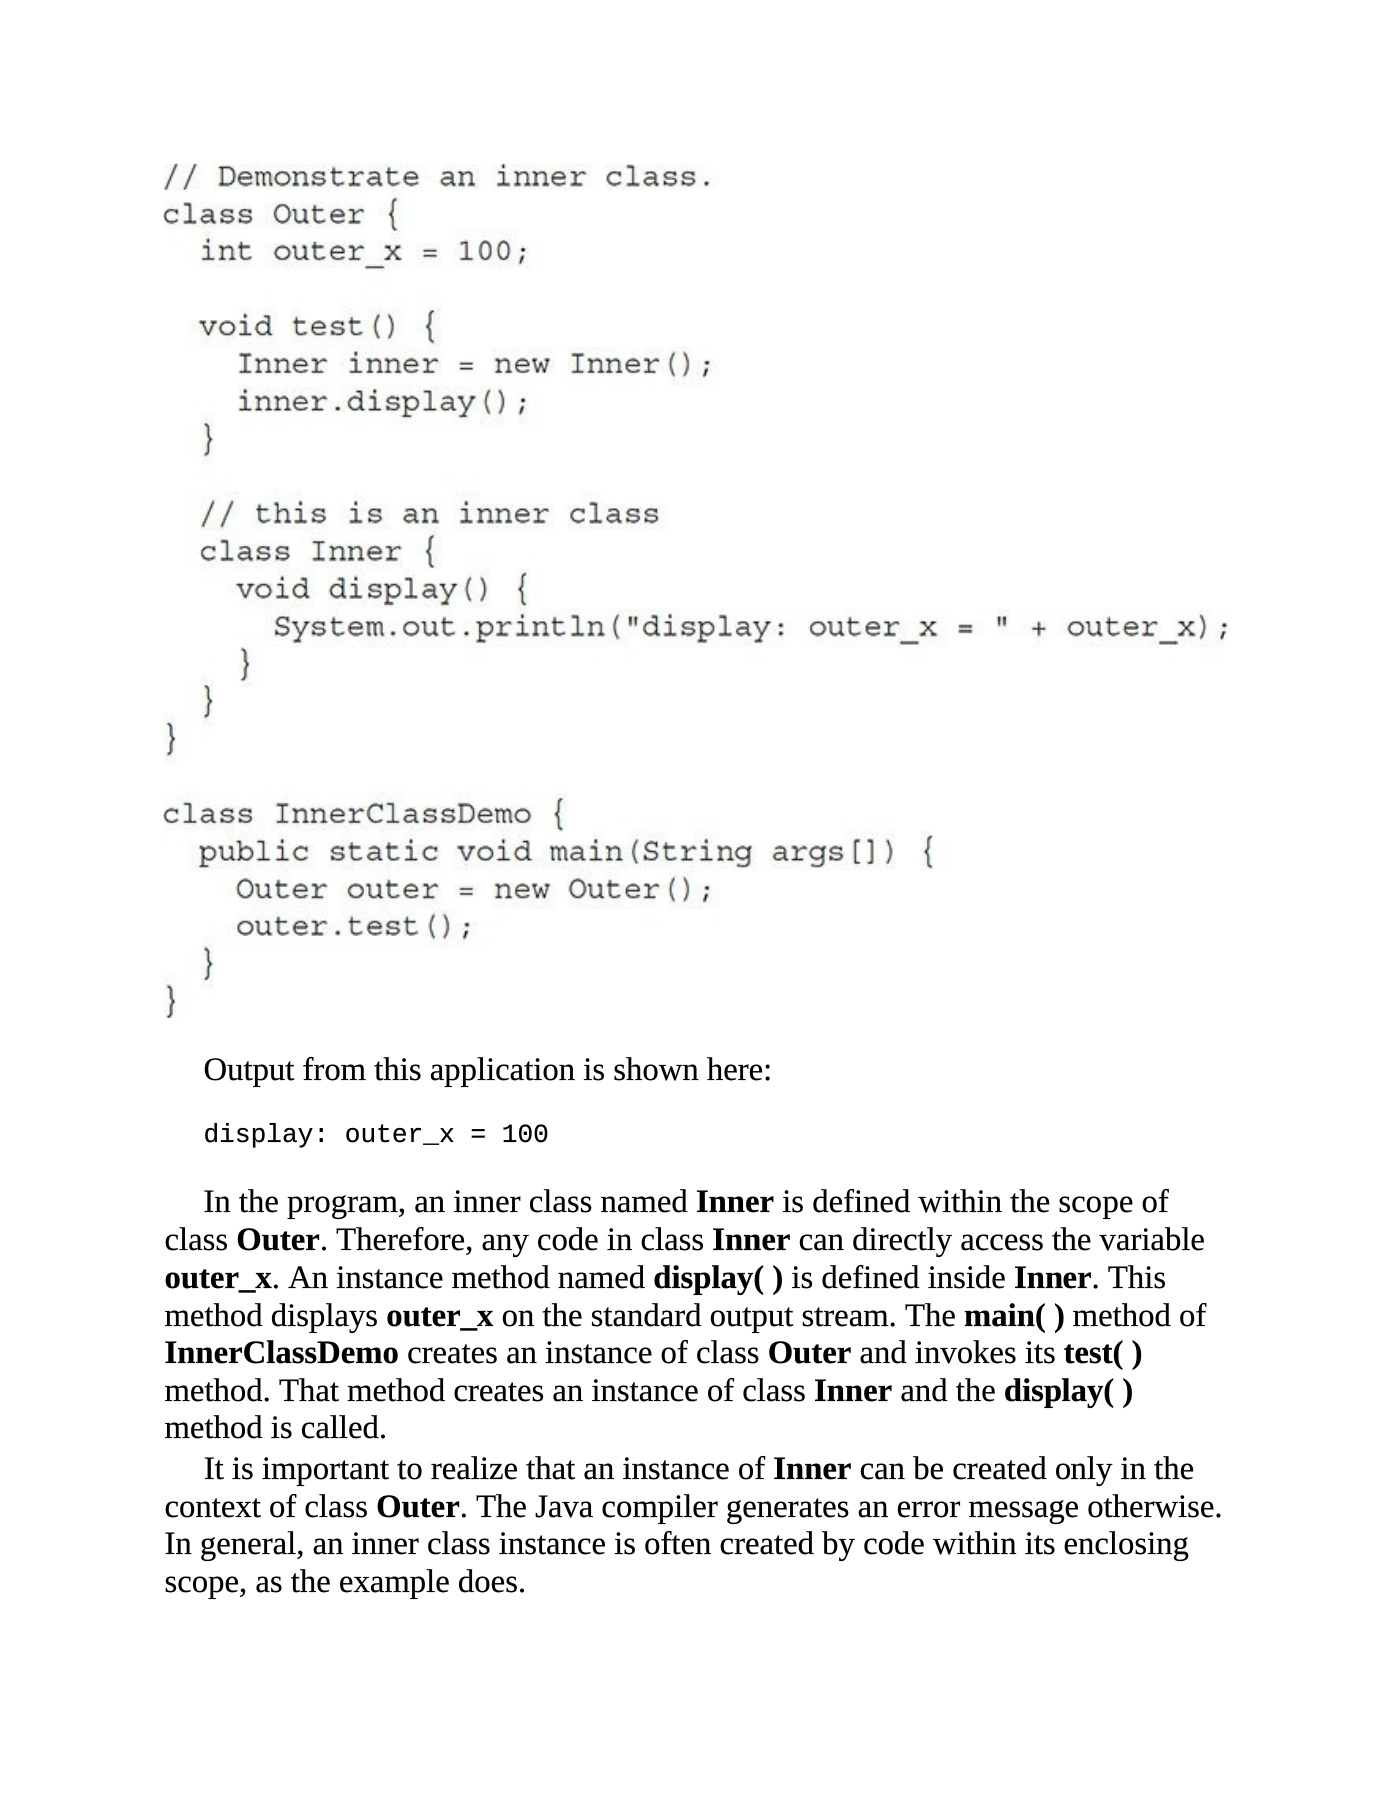 // Demonstrate an inner class.
class Outer {
  int outer_x = 100;

  void test() {
    Inner inner = new Inner();
    inner.display();
  }

  // this is an inner class
  class Inner {
    void display() {
      System.out.println("display: outer_x = " + outer_x);
    }
  }
}

class InnerClassDemo {
  public static void main(String args[]) {
    Outer outer = new Outer();
    outer.test();
  }
}
Output from this application is shown here:
display: outer_x = 100
In the program, an inner class named Inner is defined within the scope of
class Outer. Therefore, any code in class Inner can directly access the variable
outer_x. An instance method named display( ) is defined inside Inner. This
method displays outer_x on the standard output stream. The main( ) method of
InnerClassDemo creates an instance of class Outer and invokes its test( )
method. That method creates an instance of class Inner and the display( )
method is called.
It is important to realize that an instance of Inner can be created only in the
context of class Outer. The Java compiler generates an error message otherwise.
In general, an inner class instance is often created by code within its enclosing
scope, as the example does.